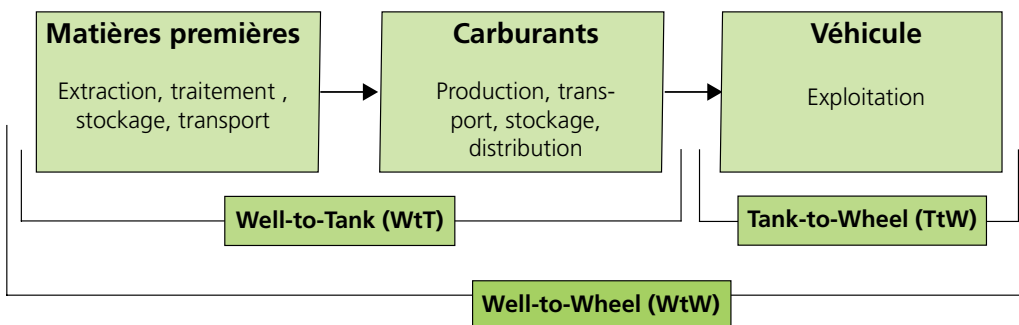 Matières premières
Extraction, traitement ,
stockage, transport
Carburants
Production, trans-
port, stockage,
distribution
Véhicule
Exploitation
Well-to-Tank (WtT)
Tank-to-Wheel (TtW)
Well-to-Wheel (WtW)